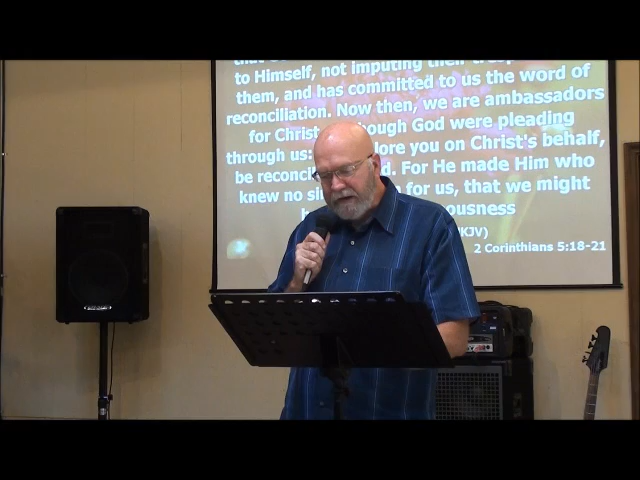 to Himself, not imputing their
them, and has committed to us the word of
reconciliation. Now then, we are ambassadors
for Christ though God were pleading
through us: you on Christ's behalf,
be For He made Him who
knew no for us, that we might
2 Corinthians 5:18-21